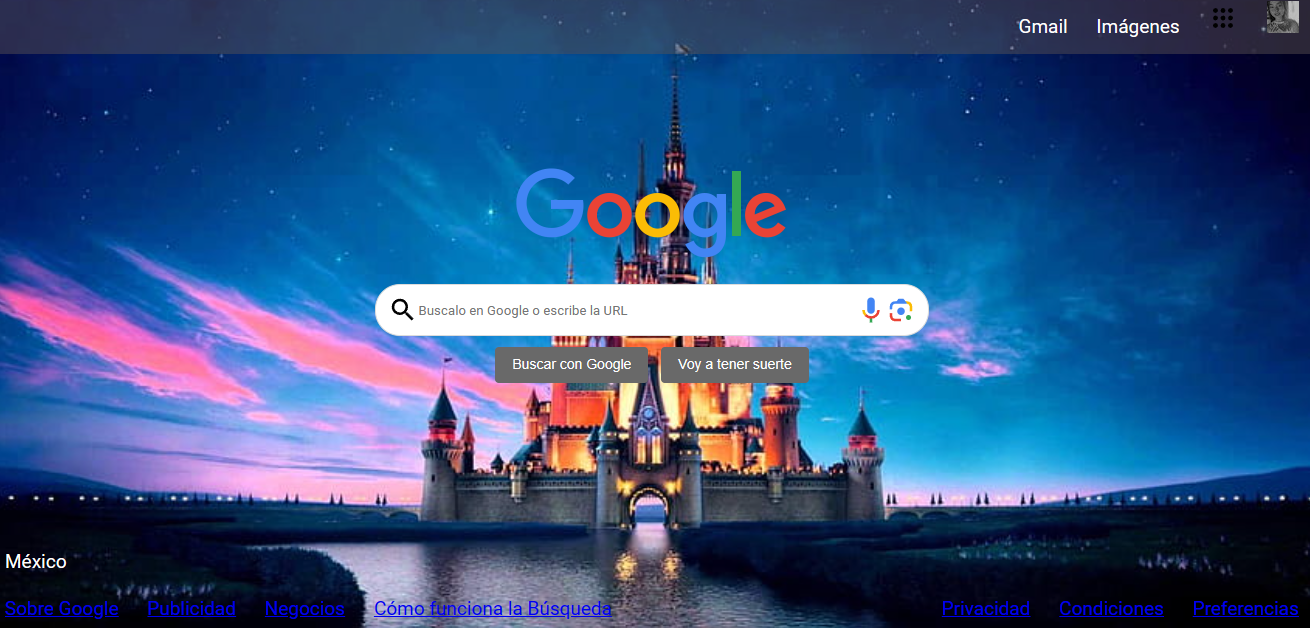 Gmail Imágenes
Google
Buscalo en Google o escribe la URL
Buscar con Google Voy a tener suerte
México
Sobre Google Publicidad Negocios Cómo funciona la Búsqueda Privacidad Condiciones Preferencias